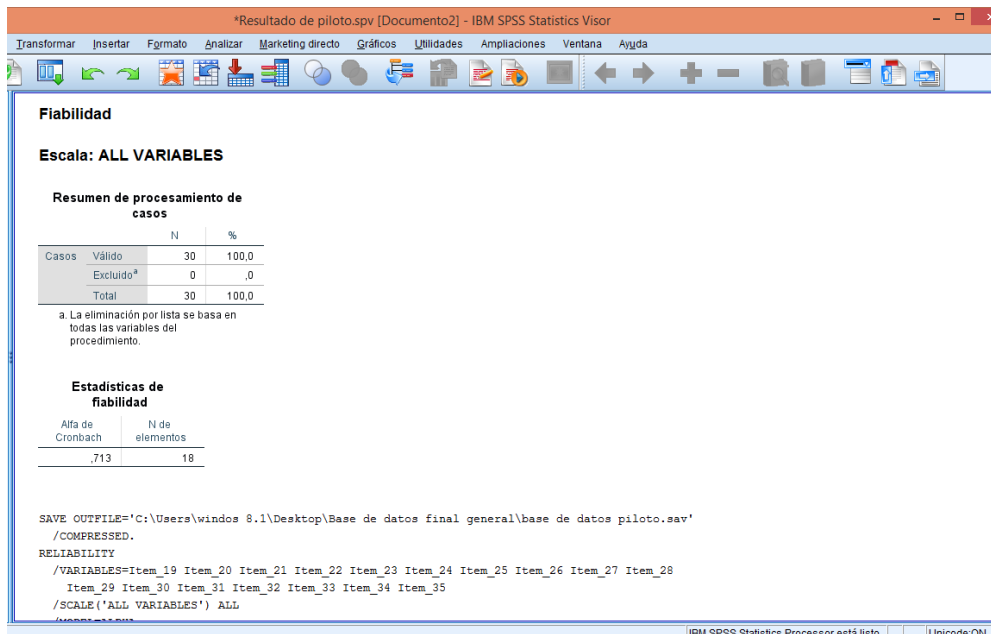 *Resultado de piloto.spv [Documento2] - IBM SPSS Statistics Visor
Transformar Insertar Formato Analizar Marketing directo Gráficos Utilidades Ampliaciones Ventana Ayuda
Fiabilidad
Escala: ALL VARIABLES
Resumen de procesamiento de
casos
N %
Casos Válido 30 100,0
Excluidoª 0 ,0
Total 30 100,0
a. La eliminación por lista se basa en
todas las variables del
procedimiento.
Estadísticas de
fiabilidad
Alfa de N de
Cronbach elementos
,713 18
SAVE OUTFILE='C:\Users\windos 8.1\Desktop\Base de datos final general\base de datos piloto.sav'
/COMPRESSED.
RELIABILITY
/VARIABLES=Item_19 Item_20 Item_21 Item_22 Item_23 Item_24 Item_25 Item_26 Item_27 Item_28
Item_29 Item_30 Item_31 Item_32 Item_33 Item_34 Item_35
/SCALE('ALL VARIABLES') ALL
/MODEL=ALPHA
IBM SPSS Statistics Processor está listo Unicode:ON